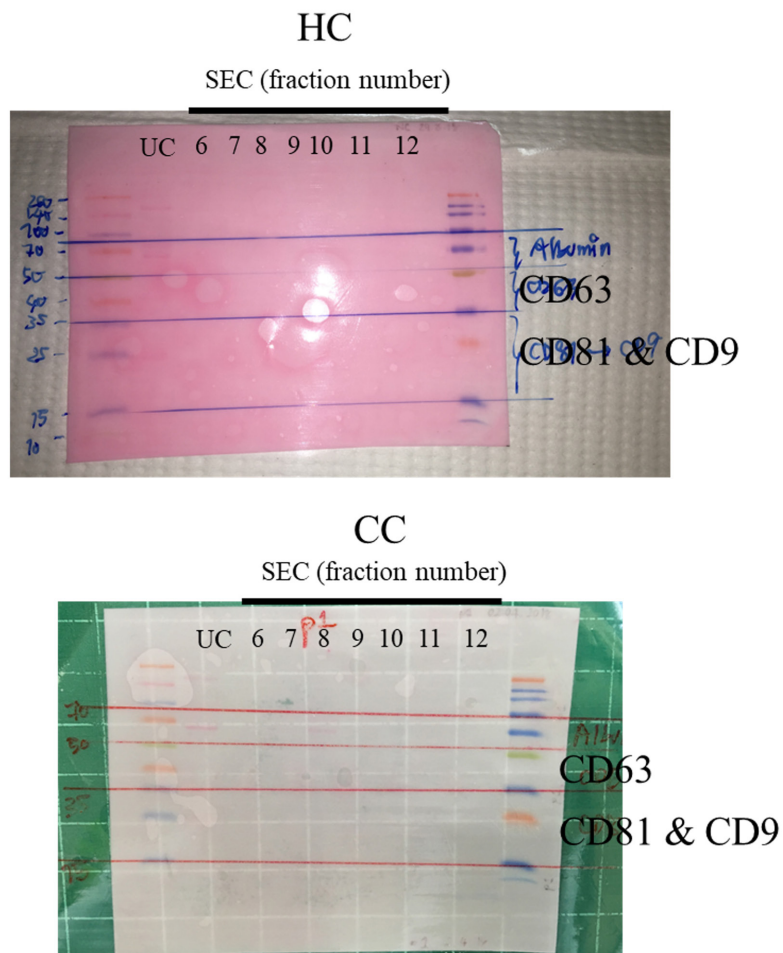 HC
SEC (fraction number)
UC 6 7 8 9 10 11 12
100
70 Albumin
50
CD63
40
35
25 CD81 & CD9
15
10
CC
SEC (fraction number)
P1
UC 6 7 8 9 10 11 12
70
50
CD63
35
CD81 & CD9
15